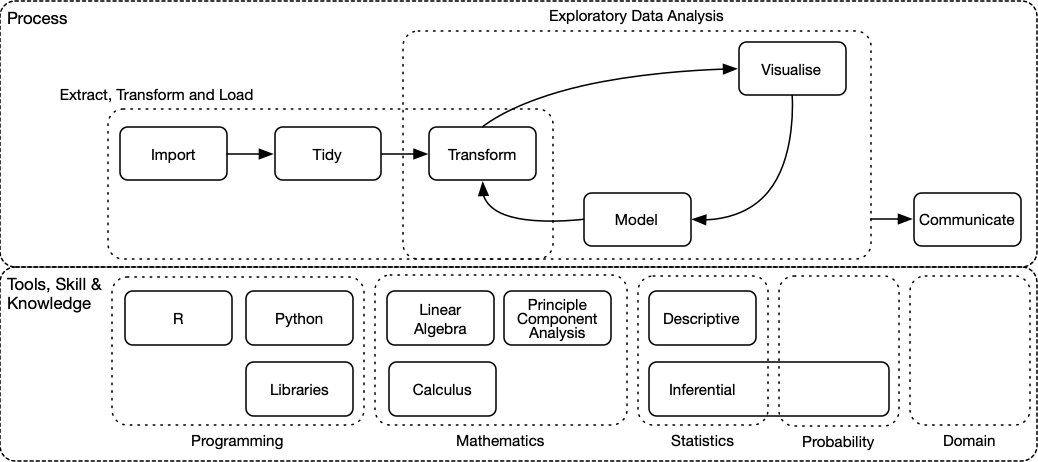 Process
Exploratory Data Analysis
Visualise
Extract, Transform and Load
Import
Tidy
Transform
Model
Communicate
Tools, Skill &
Knowledge
R
Python
Libraries
Programming
Linear
Algebra
Principle
Component
Analysis
Calculus
Mathematics
Descriptive
Inferential
Statistics
Probability
Domain